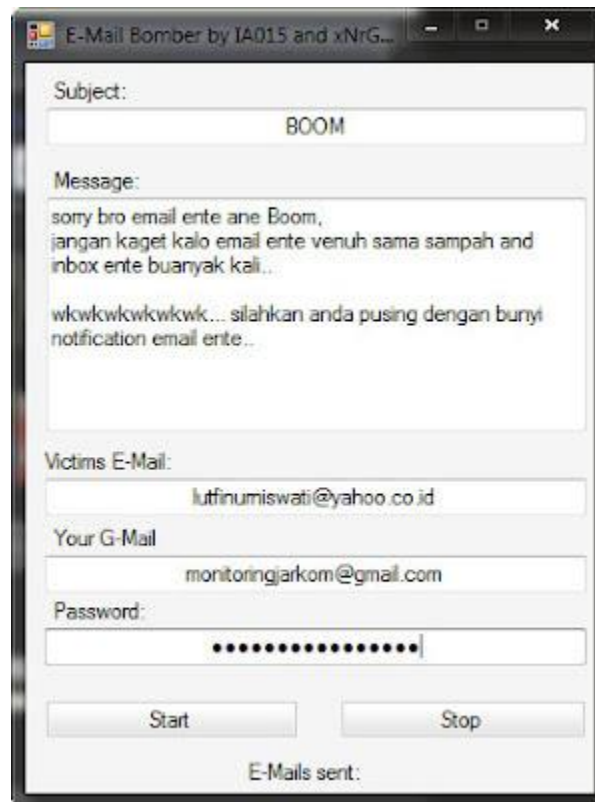 E-Mail Bomber by IA015 and xNrG...
Subject:
BOOM
Message:
sorry bro email ente ane Boom,
jangan kaget kalo email ente venuh sama sampah and
inbox ente buanyak kali..
wkwkwkwkwkwk... silahkan anda pusing dengan bunyi
notification email ente..
Victims E-Mail:
lutfinurniswati@yahoo.co.id
Your G-Mail
monitoringjarkom@gmail.com
Password:
••••••••••••••••
Start Stop
E-Mails sent: